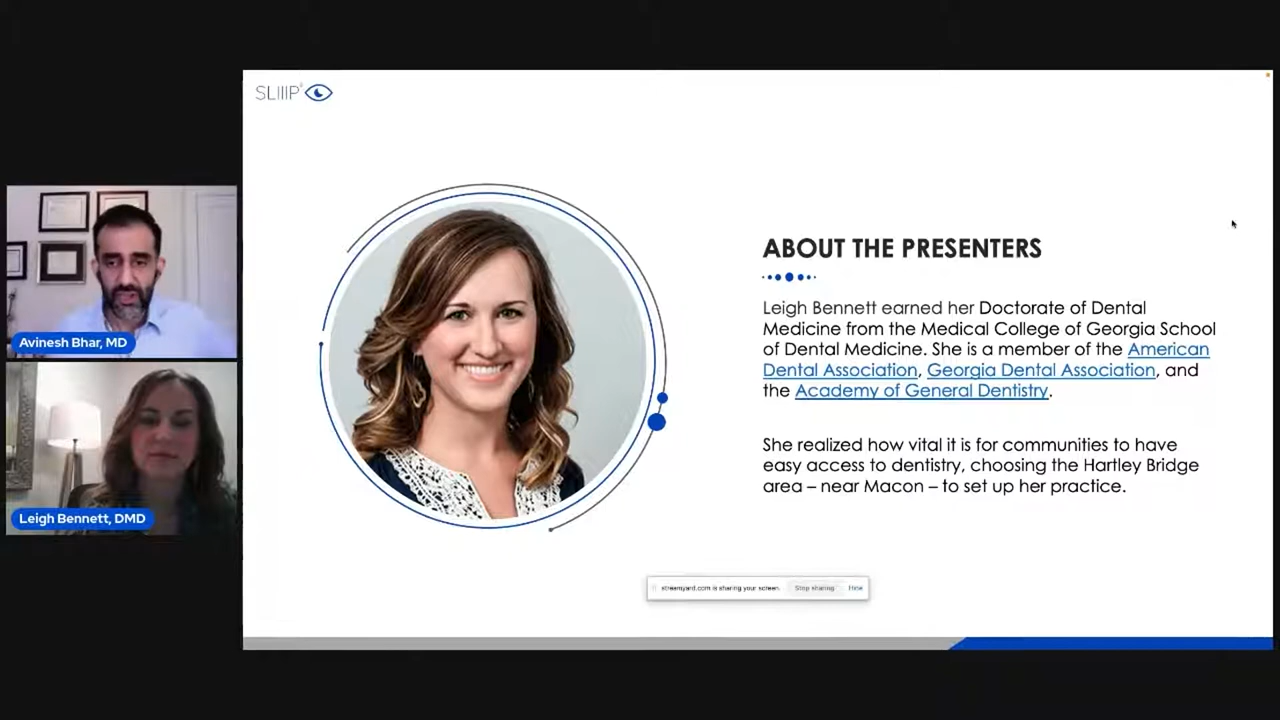 SLIIIP
ABOUT THE PRESENTERS
Leigh Bennett earned her Doctorate of Dental
Medicine from the Medical College of Georgia School
of Dental Medicine. She is a member of the American
Dental Association, Georgia Dental Association, and
the Academy of General Dentistry.
She realized how vital it is for communities to have
easy access to dentistry, choosing the Hartley Bridge
area – near Macon – to set up her practice.
Avinesh Bhar, MD
Leigh Bennett, DMD
streamyard.com is sharing your screen. Stop sharing Hide